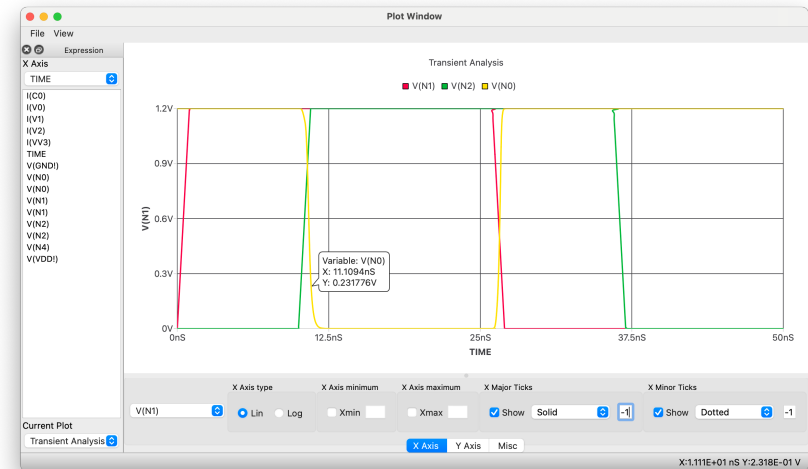 Plot Window
File View
Expression
X Axis
TIME
I(C0)
I(V0)
I(V1)
I(V2)
I(VV3)
TIME
V(GND!)
V(N0)
V(N0)
V(N1)
V(N1)
V(N2)
V(N2)
V(N4)
V(VDD!)
Current Plot
Transient Analysis
Transient Analysis
V(N1) V(N2) V(N0)
V(N1)
1.2V
0.9V
0.6V
0.3V
0V
Variable: V(N0)
X: 11.1094nS
Y: 0.231776V
0nS 12.5nS 25nS 37.5nS 50nS
TIME
X Axis type X Axis minimum X Axis maximum X Major Ticks X Minor Ticks
V(N1) Lin Log Xmin Xmax Show Solid -1 Show Dotted -1
X Axis Y Axis Misc
X:1.111E+01 nS Y:2.318E-01 V